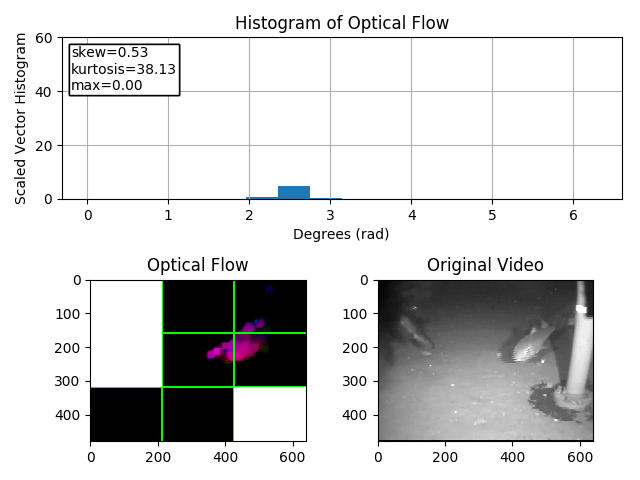 Histogram of Optical Flow
Scaled Vector Histogram
60
40
20
0
skew=0.53
kurtosis=38.13
max=0.00
0 1 2 3 4 5 6
Degrees (rad)
Optical Flow
0
100
200
300
400
0 200 400 600
Original Video
0
100
200
300
400
0 200 400 600